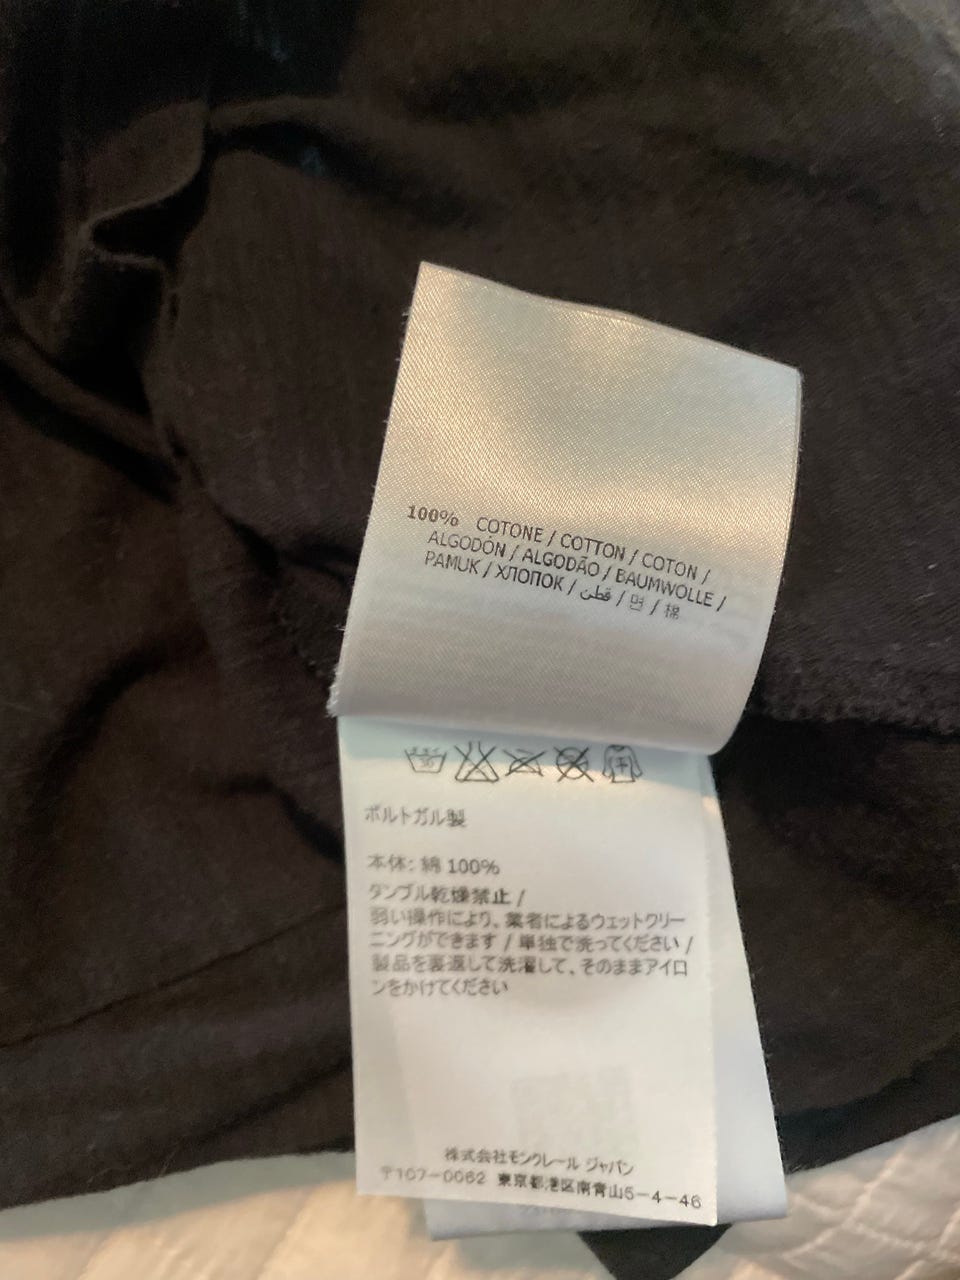 100% COTONE / COTTON / COTON /
ALGODÓN / ALGODÃO / BAUMWOLLE /
PAMUK / ХЛОПОК / قطن / 면 / 棉
30
ポルトガル製
本体: 綿 100%
タンブル乾燥禁止 /
弱い操作により、業者によるウェットクリー
ニングができます / 単独で洗ってください /
製品を裏返して洗濯して、そのままアイロ
ンをかけてください
株式会社モンクレール ジャパン
〒107-0062 東京都港区南青山5-4-46